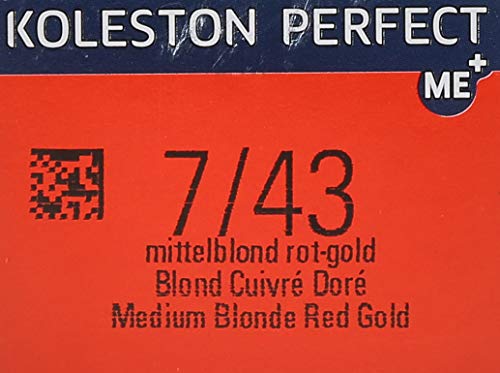 KOLESTON PERFECT
ME+
7/43
mittelblond rot-gold
Blond Cuivré Doré
Medium Blonde Red Gold